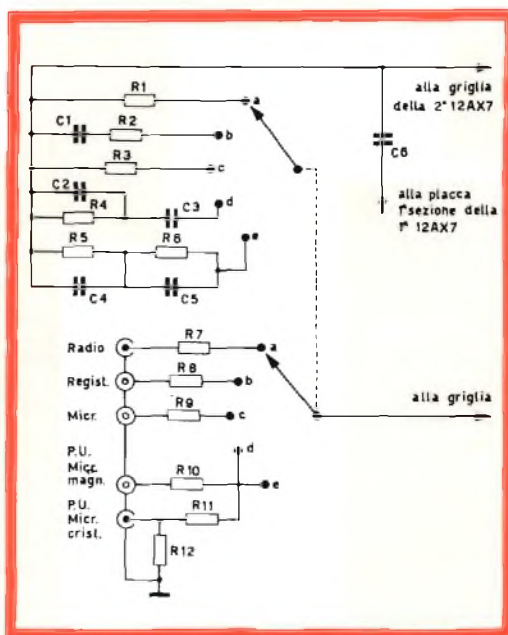 R1
a
alla griglia
della 2ª 12AX7
C1
R2
b
C6
R3
c
C2
d
alla placca
1ª sezione della
1ª 12AX7
R4
C3
R5
R6
e
C4
C5
R7
Radio
a
R8
Regist.
b
alla griglia
R9
Micr.
c
P.U.
Micr.
magn.
d
R10
e
P.U.
Micr.
crist.
R11
R12